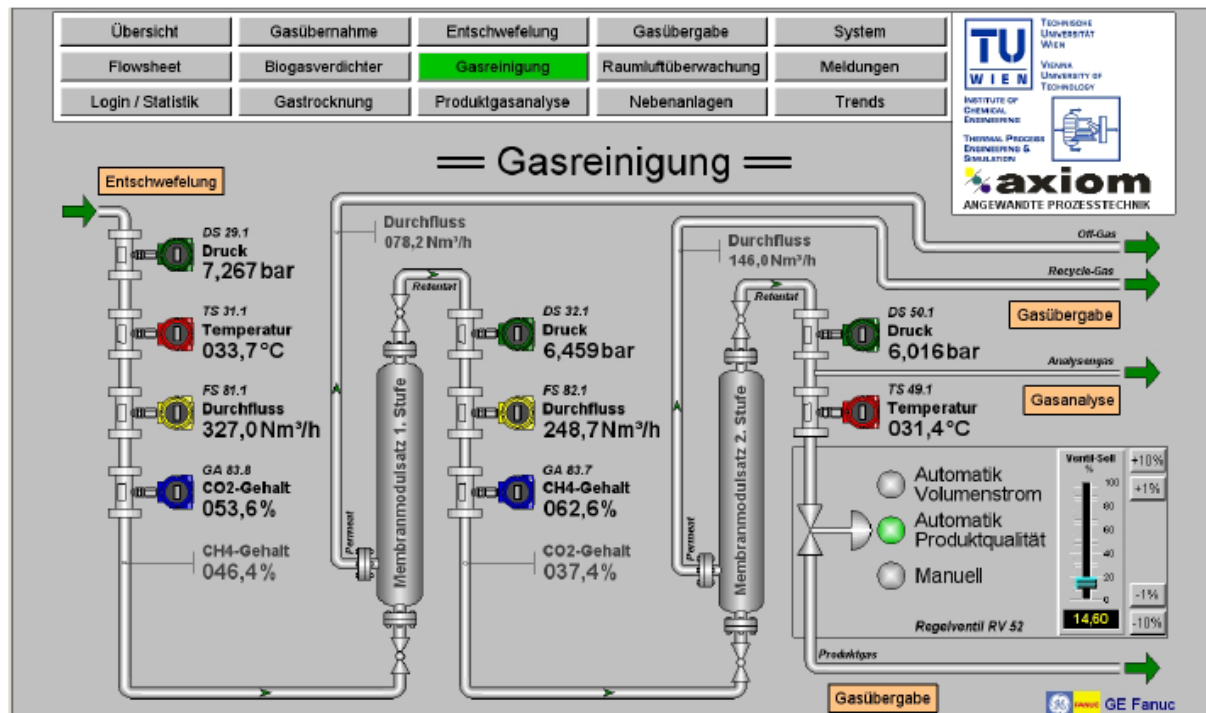 Übersicht
Gasübernahme
Entschwefelung
Gasübergabe
System
Flowsheet
Biogasverdichter
Gasreinigung
Raumluftüberwachung
Meldungen
Login / Statistik
Gastrocknung
Produktgasanalyse
Nebenanlagen
Trends
TU
WIEN
TECHNISCHE
UNIVERSITÄT
WIEN
VIENNA
UNIVERSITY OF
TECHNOLOGY
INSTITUTE OF
CHEMICAL
ENGINEERING
THERMAL PROCESS
ENGINEERING &
SIMULATION
axiom
ANGEWANDTE PROZESSTECHNIK
Gasreinigung
Entschwefelung
DS 29.1
Druck
7,267 bar
TS 31.1
Temperatur
033,7 °C
FS 81.1
Durchfluss
327,0 Nm³/h
GA 83.8
CO2-Gehalt
053,6 %
CH4-Gehalt
046,4 %
Durchfluss
078,2 Nm³/h
Retentat
Permeat
Membranmodulsatz 1. Stufe
DS 32.1
Druck
6,459 bar
FS 82.1
Durchfluss
248,7 Nm³/h
GA 83.7
CH4-Gehalt
062,6 %
CO2-Gehalt
037,4 %
Durchfluss
146,0 Nm³/h
Retentat
Permeat
Membranmodulsatz 2. Stufe
DS 50.1
Druck
6,016 bar
TS 49.1
Temperatur
031,4 °C
Off-Gas
Recycle-Gas
Gasübergabe
Analysengas
Gasanalyse
Automatik
Volumenstrom
Automatik
Produktqualität
Manuell
Regelventil RV 52
Ventil-Soll
%
100
80
60
40
20
0
14,60
+10%
+1%
-1%
-10%
Produktgas
Gasübergabe
GE
FANUC
GE Fanuc